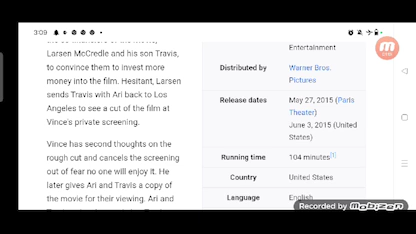 3:09
Larsen McCredle and his son Travis,
to convince them to invest more
money into the film. Hesitant, Larsen
sends Travis with Ari back to Los
Angeles to see a cut of the film at
Vince's private screening.
Vince has second thoughts on the
rough cut and cancels the screening
out of fear no one will enjoy it. He
later gives Ari and Travis a copy of
the movie for their viewing. Ari and
Entertainment
Distributed by Warner Bros.
Pictures
Release dates May 27, 2015 (Paris
Theater)
June 3, 2015 (United
States)
Running time 104 minutes[1]
Country United States
Language English
Recorded by Mobizen